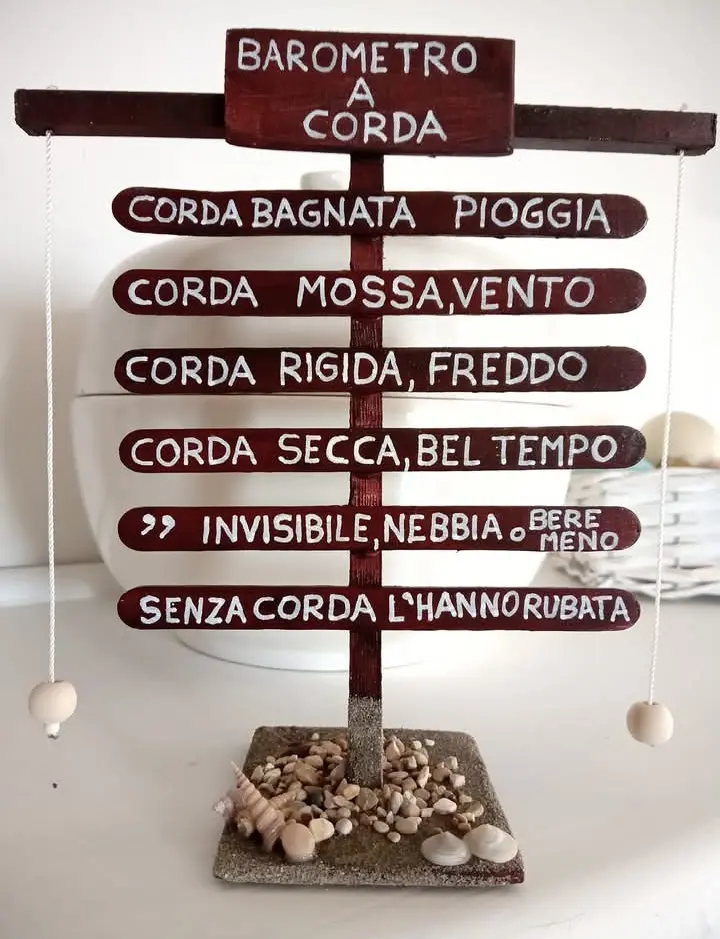 BAROMETRO
A
CORDA
CORDA BAGNATA PIOGGIA
CORDA MOSSA, VENTO
CORDA RIGIDA, FREDDO
CORDA SECCA, BEL TEMPO
” INVISIBILE, NEBBIA o BERE
MENO
SENZA CORDA L'HANNO RUBATA